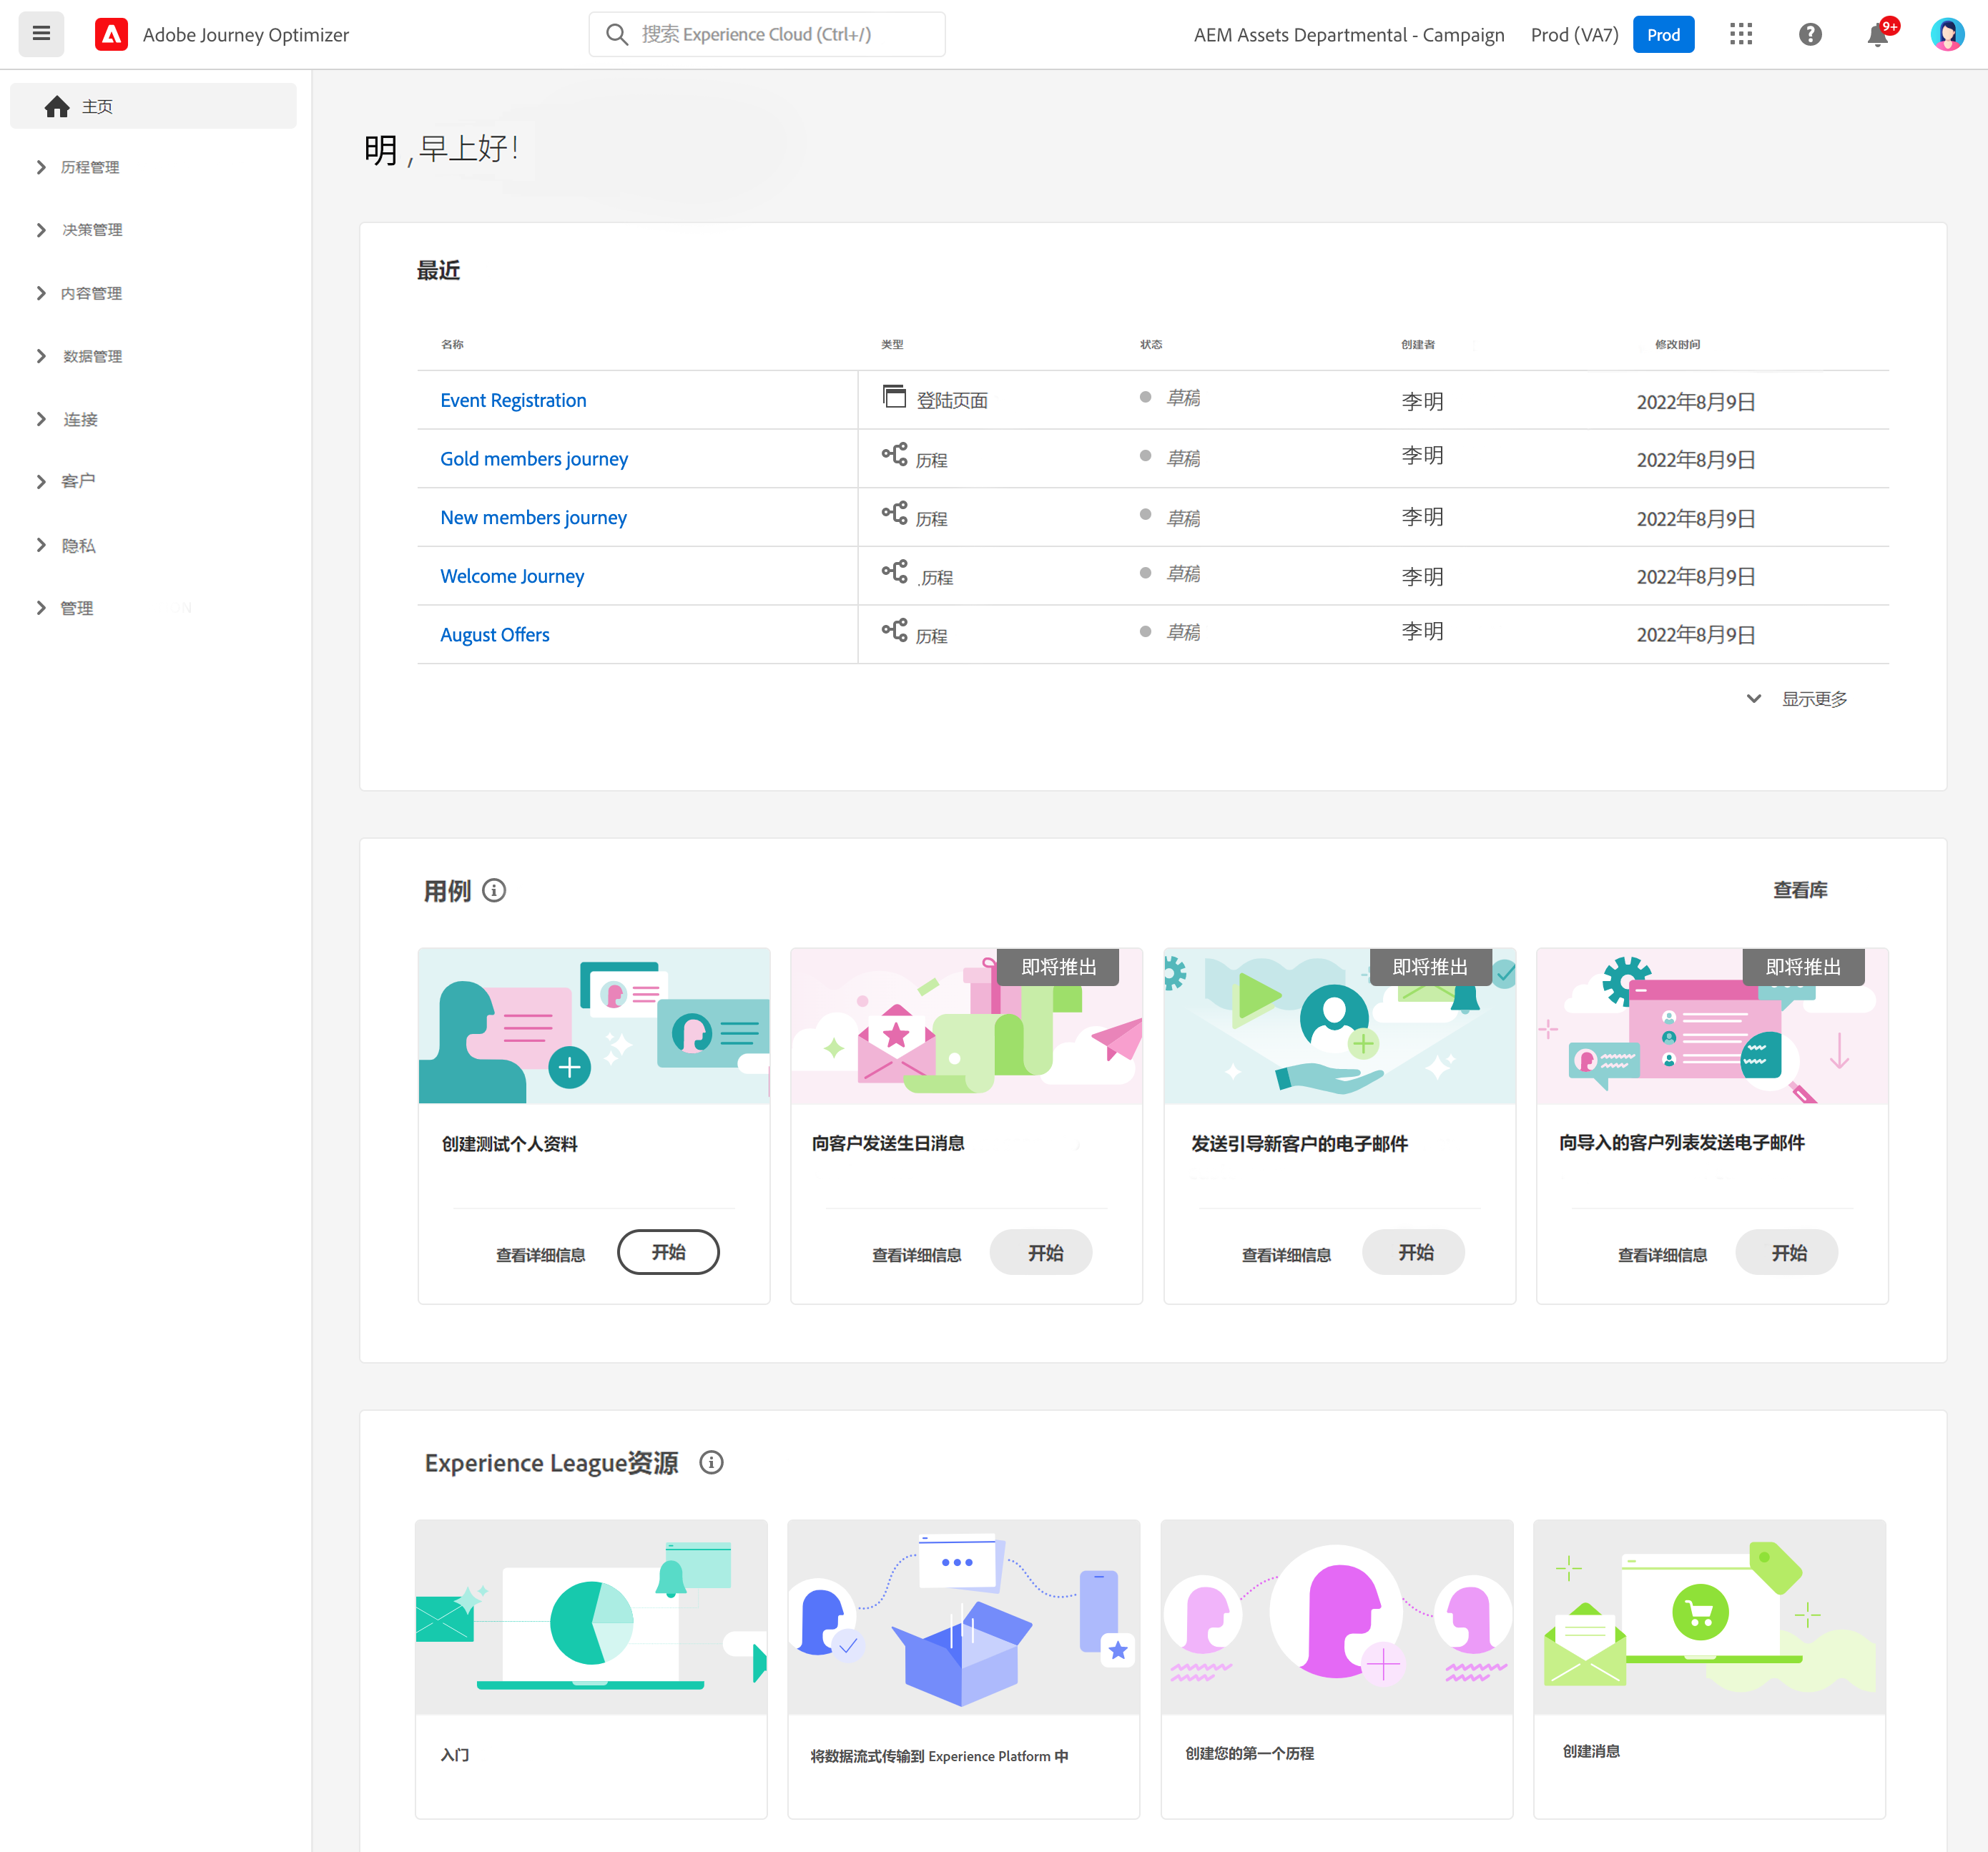 Adobe Journey Optimizer
搜索 Experience Cloud (Ctrl+/)
AEM Assets Departmental - Campaign
Prod (VA7)
Prod
9+
主页
历程管理
决策管理
内容管理
数据管理
连接
客户
隐私
管理
明 ,早上好!
最近
名称 类型 状态 创建者 修改时间
Event Registration 登陆页面 草稿 李明 2022年8月9日
Gold members journey 历程 草稿 李明 2022年8月9日
New members journey 历程 草稿 李明 2022年8月9日
Welcome Journey 历程 草稿 李明 2022年8月9日
August Offers 历程 草稿 李明 2022年8月9日
显示更多
用例
查看库
即将推出
即将推出
即将推出
创建测试个人资料
向客户发送生日消息
发送引导新客户的电子邮件
向导入的客户列表发送电子邮件
查看详细信息 开始
查看详细信息 开始
查看详细信息 开始
查看详细信息 开始
Experience League资源
入门
将数据流式传输到 Experience Platform 中
创建您的第一个历程
创建消息